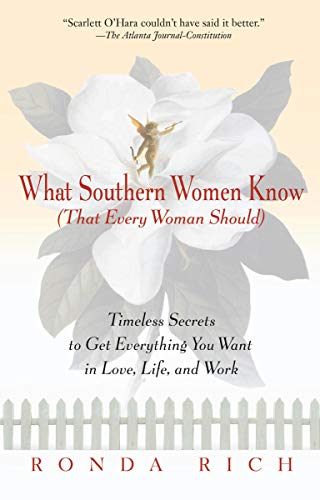 “Scarlett O’Hara couldn’t have said it better.”
—The Atlanta Journal-Constitution
What Southern Women Know
(That Every Woman Should)
Timeless Secrets
to Get Everything You Want
in Love, Life, and Work
RONDA RICH